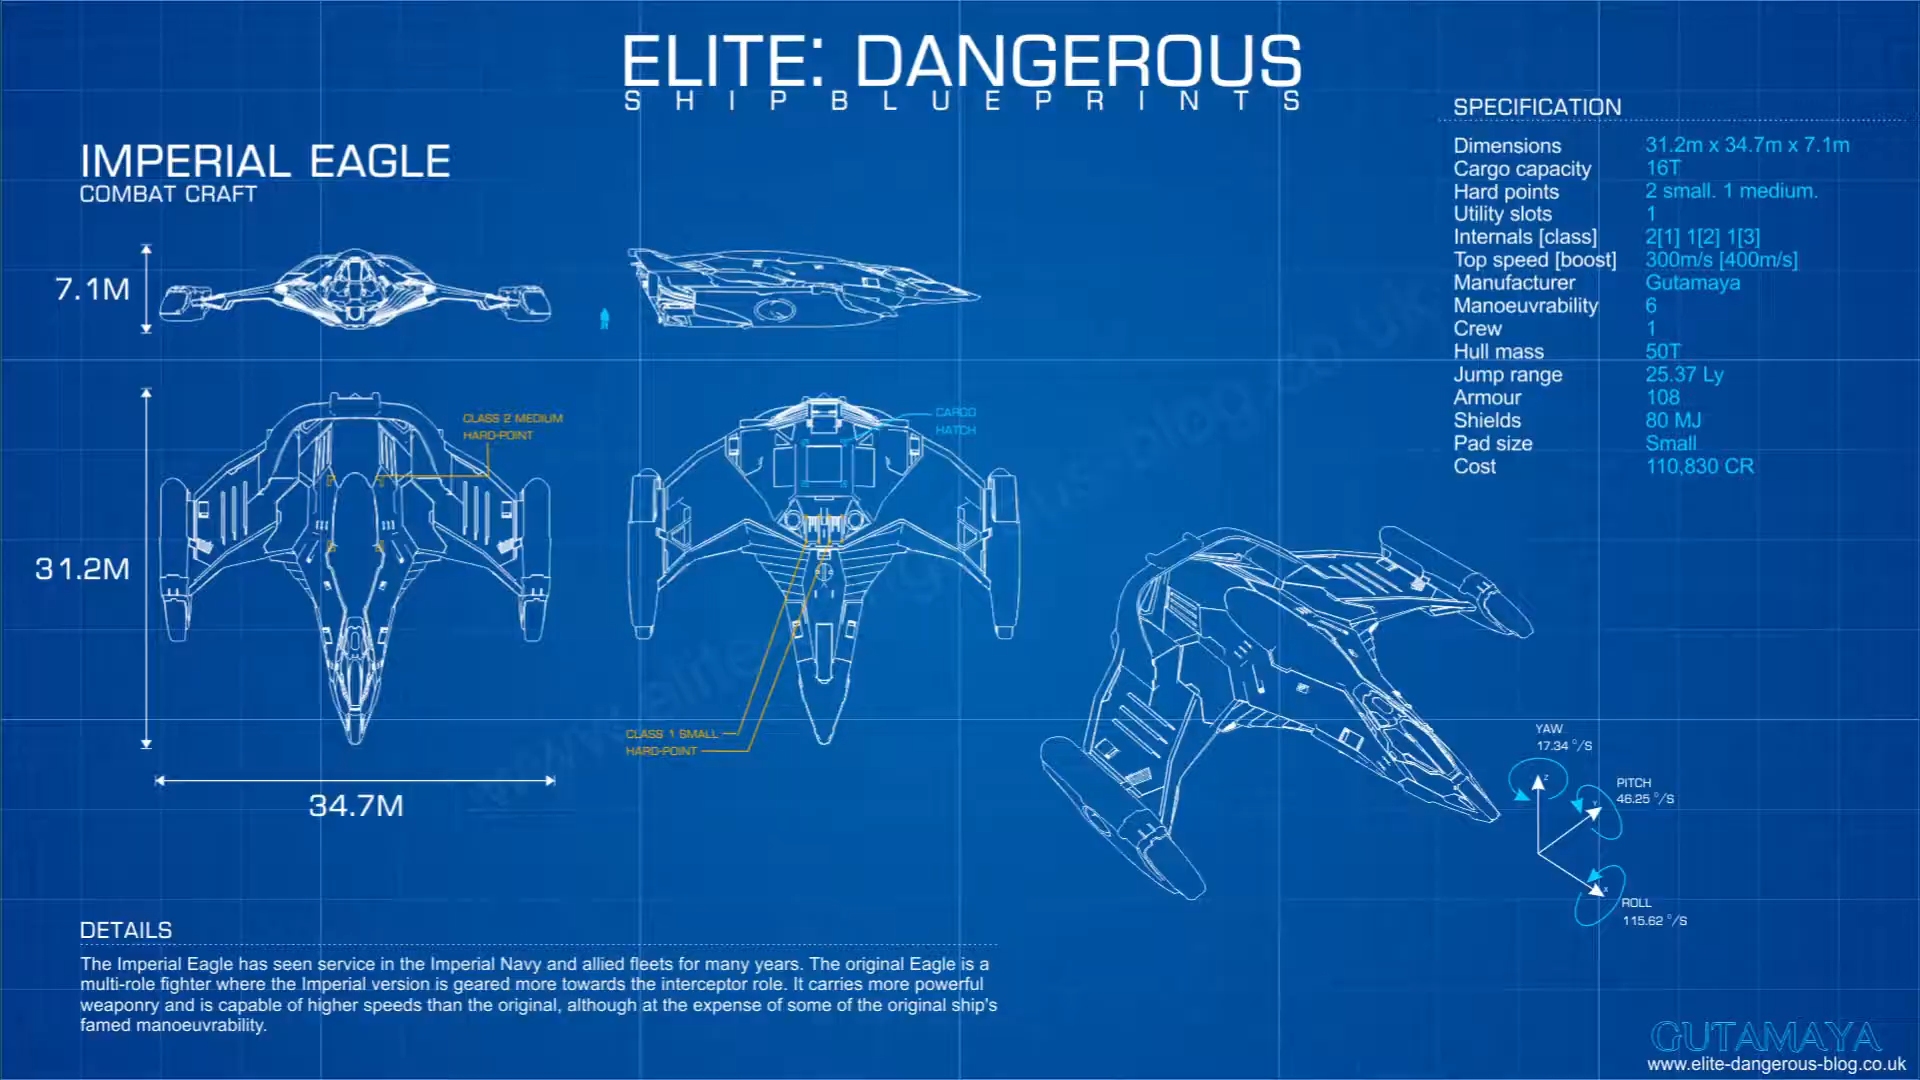 ELITE: DANGEROUS
SHIP BLUEPRINTS
IMPERIAL EAGLE
COMBAT CRAFT
SPECIFICATION
Dimensions 31.2m x 34.7m x 7.1m
Cargo capacity 16T
Hard points 2 small. 1 medium.
Utility slots 1
Internals [class] 2[1] 1[2] 1[3]
Top speed [boost] 300m/s [400m/s]
Manufacturer Gutamaya
Manoeuvrability 6
Crew 1
Hull mass 50T
Jump range 25.37 Ly
Armour 108
Shields 80 MJ
Pad size Small
Cost 110,830 CR
7.1M
31.2M
34.7M
CLASS 2 MEDIUM
HARD-POINT
CARGO
HATCH
CLASS 1 SMALL
HARD-POINT
YAW
17.34 °/S
Z
PITCH
46.25 °/S
Y
X
ROLL
115.62 °/S
www.elite-dangerous-blog.co.uk
DETAILS
The Imperial Eagle has seen service in the Imperial Navy and allied fleets for many years. The original Eagle is a
multi-role fighter where the Imperial version is geared more towards the interceptor role. It carries more powerful
weaponry and is capable of higher speeds than the original, although at the expense of some of the original ship's
famed manoeuvrability.
GUTAMAYA
www.elite-dangerous-blog.co.uk